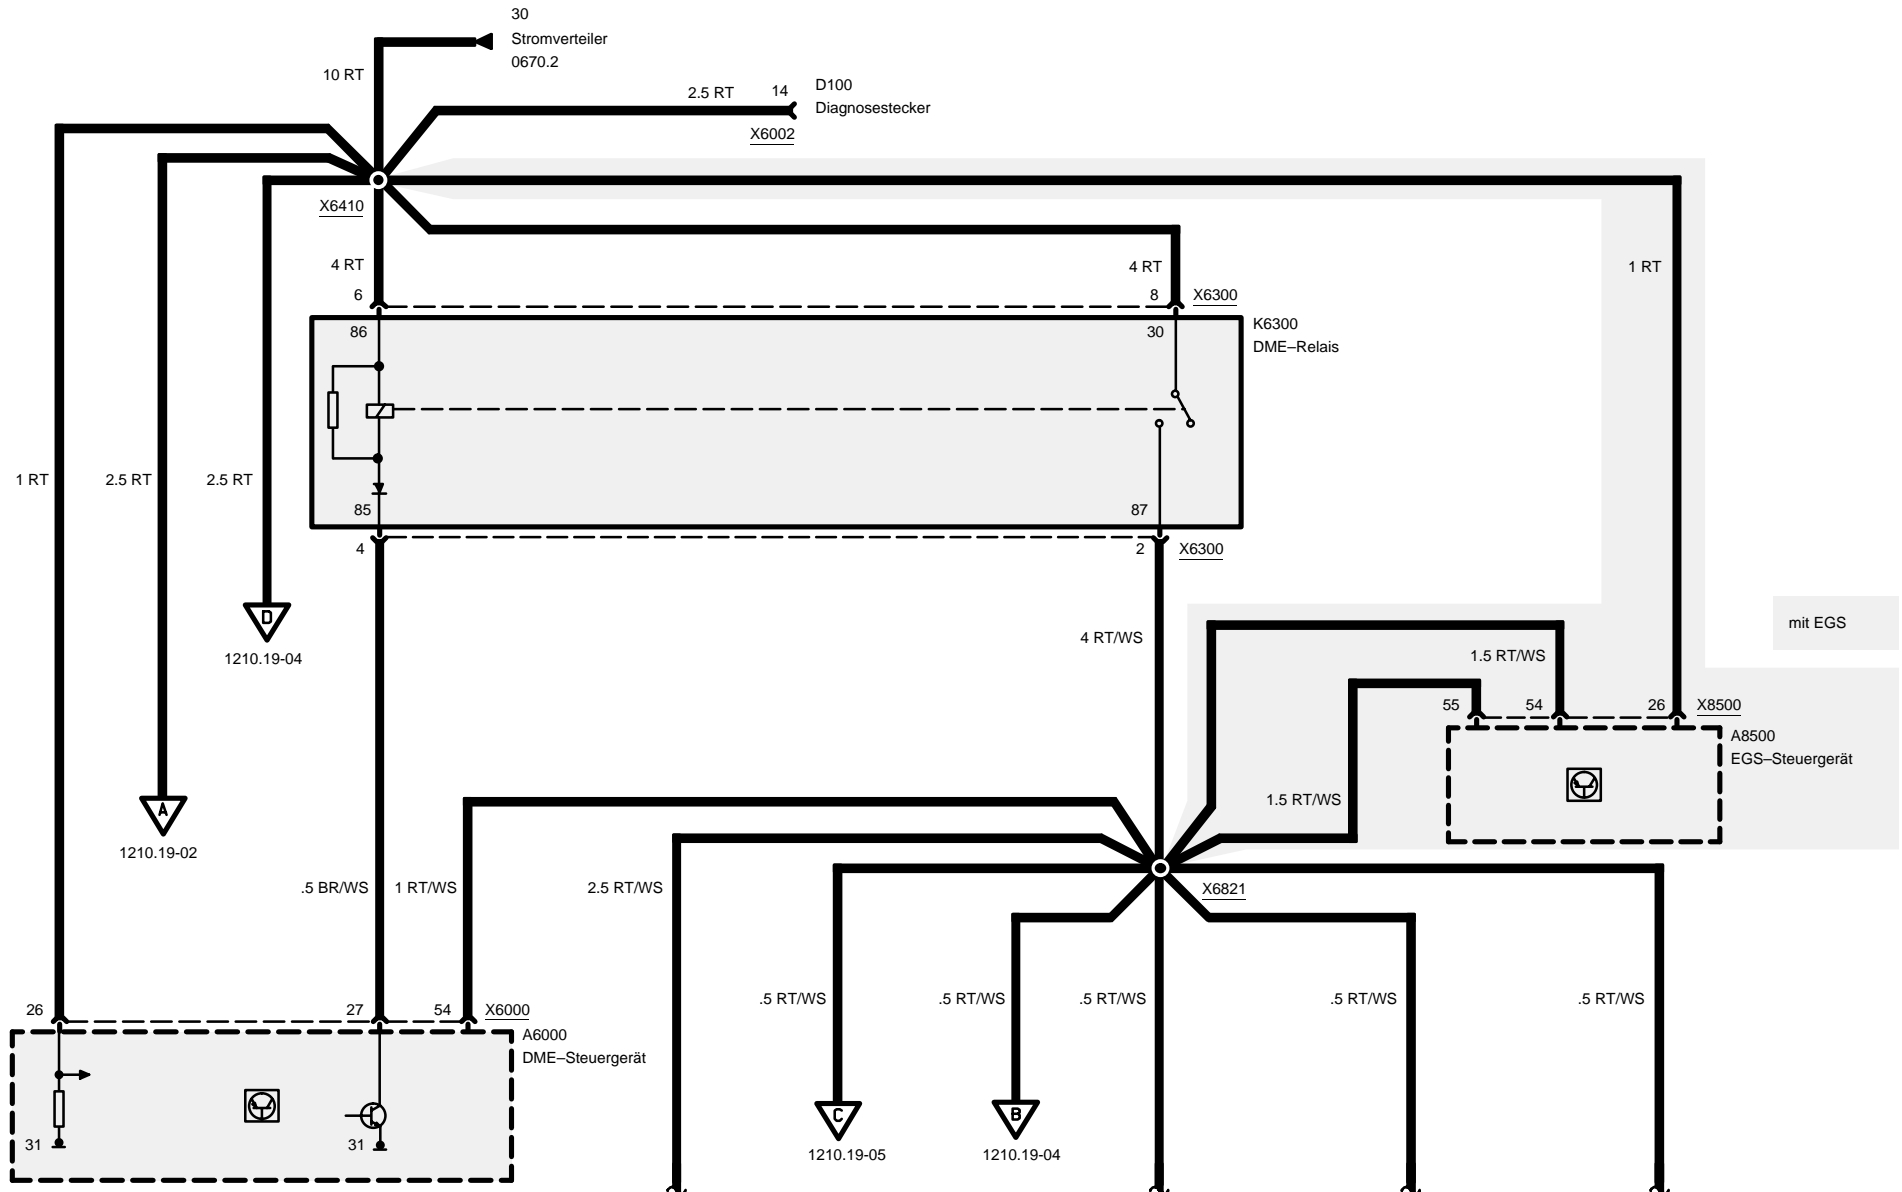 30
Stromverteiler
0670.2
10 RT
2.5 RT
14
D100
Diagnosestecker
X6002
X6410
4 RT
4 RT
1 RT
6
8
X6300
86
30
K6300
DME–Relais
1 RT
2.5 RT
2.5 RT
85
87
4
2
X6300
D
1210.19-04
4 RT/WS
mit EGS
1.5 RT/WS
55
54
26
X8500
A8500
EGS–Steuergerät
1.5 RT/WS
A
1210.19-02
.5 BR/WS
1 RT/WS
2.5 RT/WS
X6821
.5 RT/WS
.5 RT/WS
.5 RT/WS
.5 RT/WS
.5 RT/WS
26
27
54
X6000
A6000
DME–Steuergerät
31
31
C
1210.19-05
B
1210.19-04